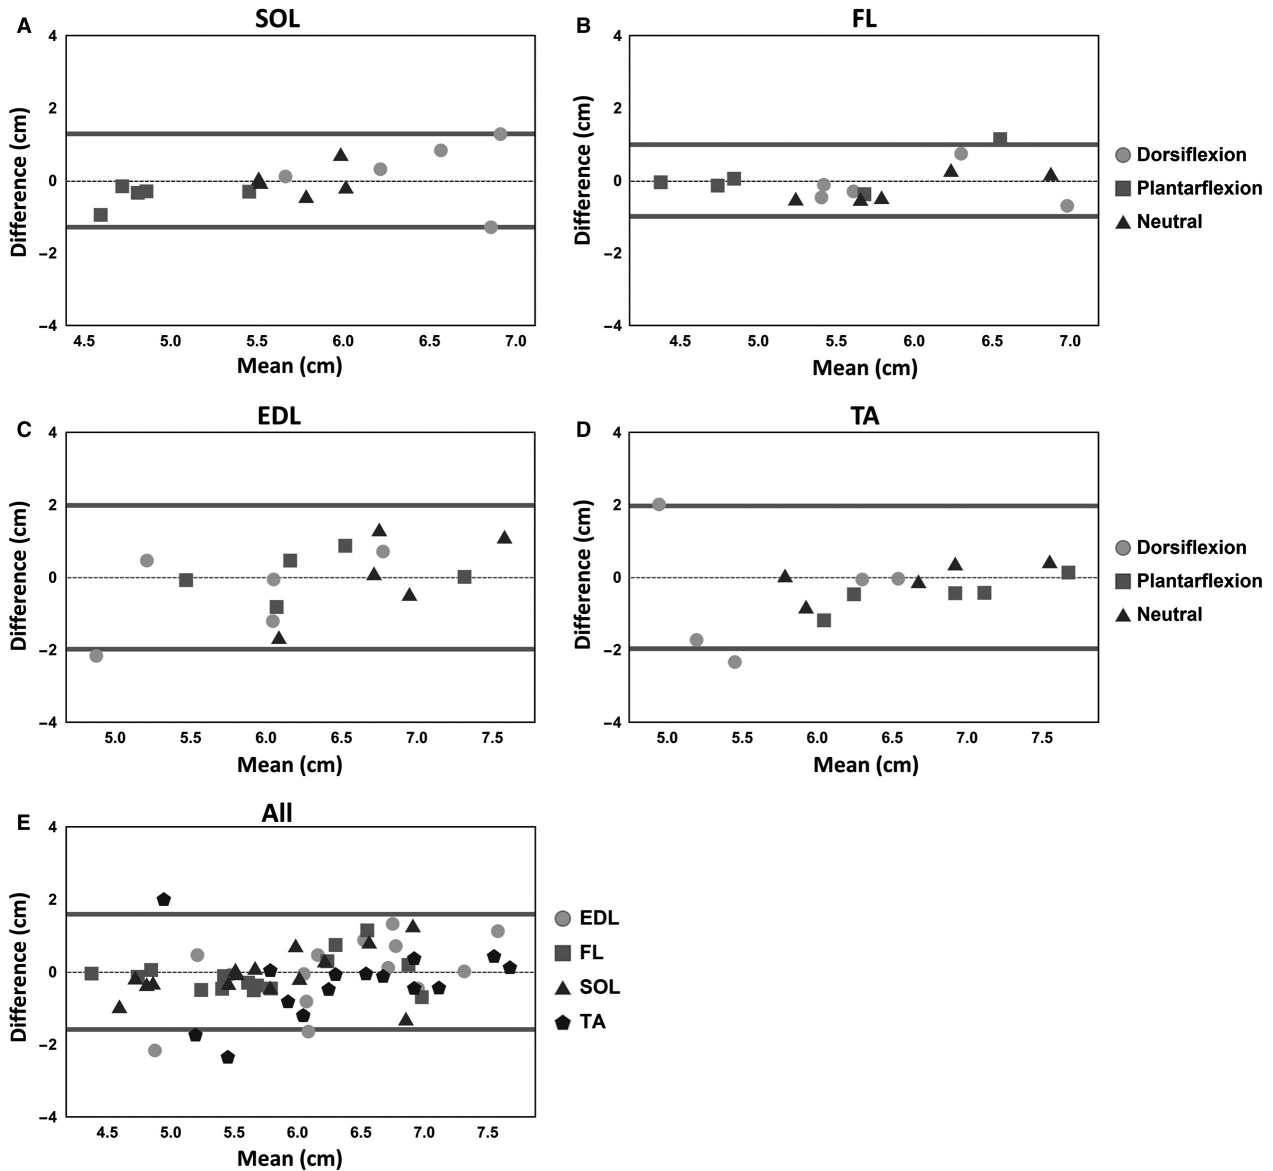 A
SOL
4
2
0
−2
−4
Difference (cm)
4.5 5.0 5.5 6.0 6.5 7.0
Mean (cm)
B
FL
4
2
0
−2
−4
Difference (cm)
4.5 5.0 5.5 6.0 6.5 7.0
Mean (cm)
Dorsiflexion
Plantarflexion
Neutral
C
EDL
4
2
0
−2
−4
Difference (cm)
5.0 5.5 6.0 6.5 7.0 7.5
Mean (cm)
D
TA
4
2
0
−2
−4
Difference (cm)
5.0 5.5 6.0 6.5 7.0 7.5
Mean (cm)
Dorsiflexion
Plantarflexion
Neutral
E
All
4
2
0
−2
−4
Difference (cm)
4.5 5.0 5.5 6.0 6.5 7.0 7.5
Mean (cm)
EDL
FL
SOL
TA